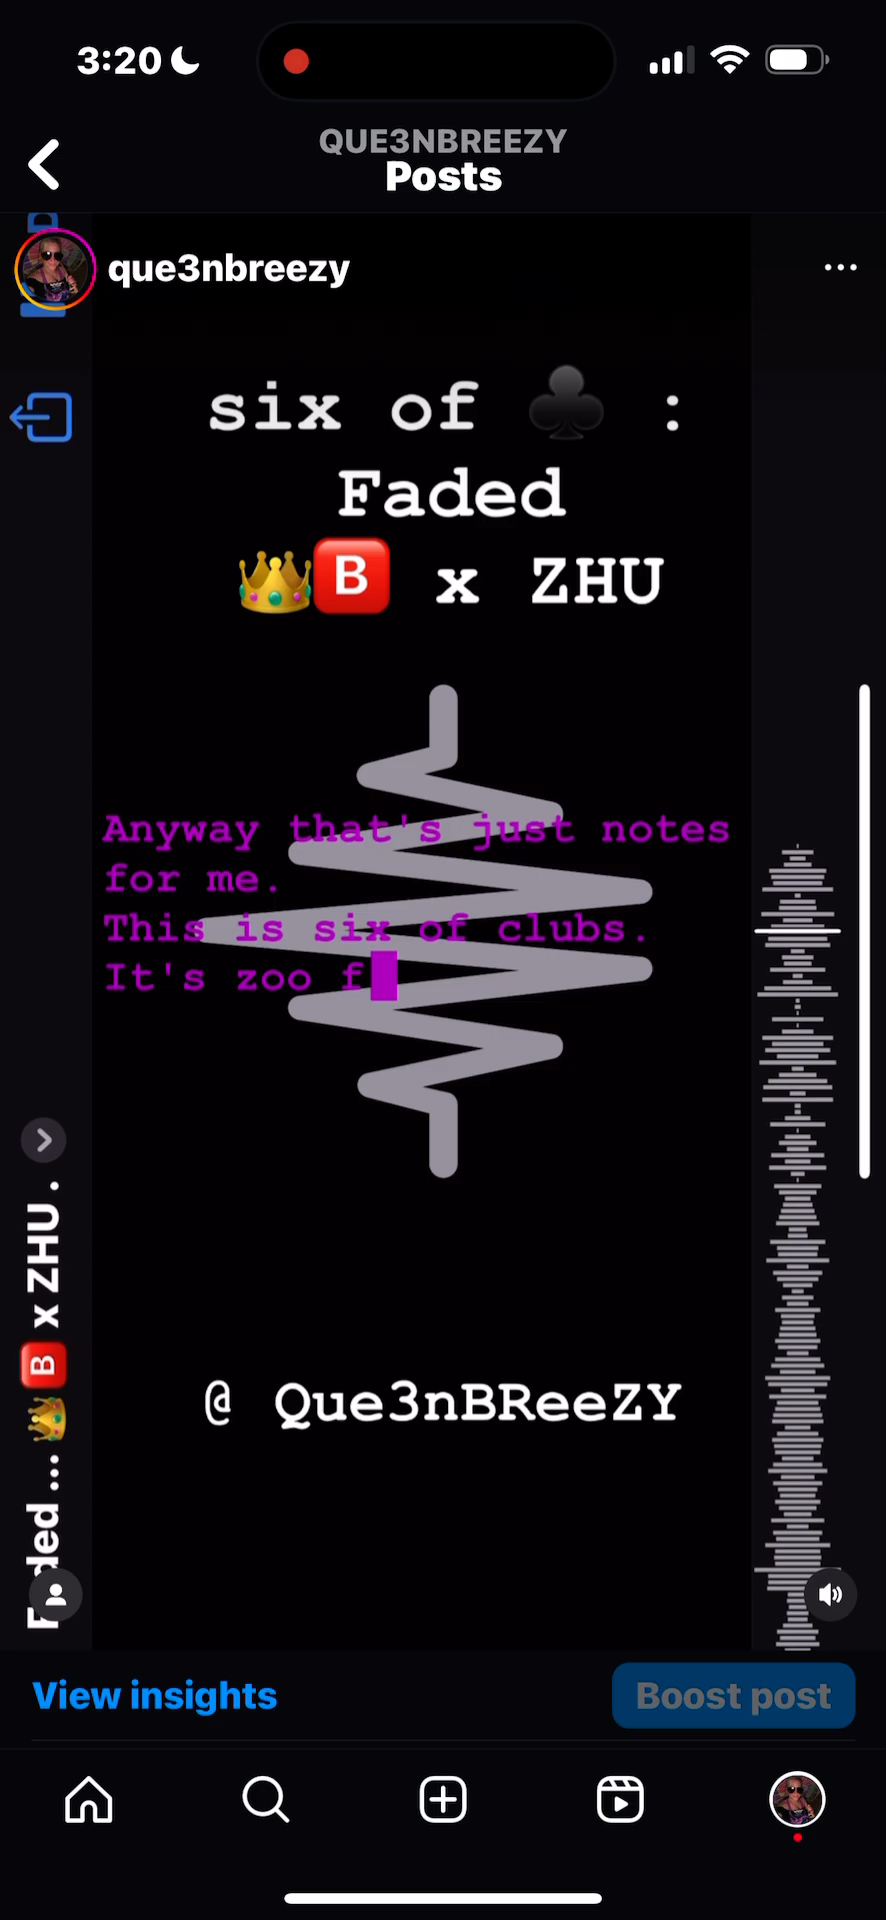 3:20
QUE3NBREEZY
Posts
que3nbreezy
six of ♣️ :
Faded
👑🅱️ x ZHU
Anyway that's just notes
for me.
This is six of clubs.
It's zoo f
@ Que3nBReeZY
ded ... 👑🅱️ x ZHU .
View insights
Boost post